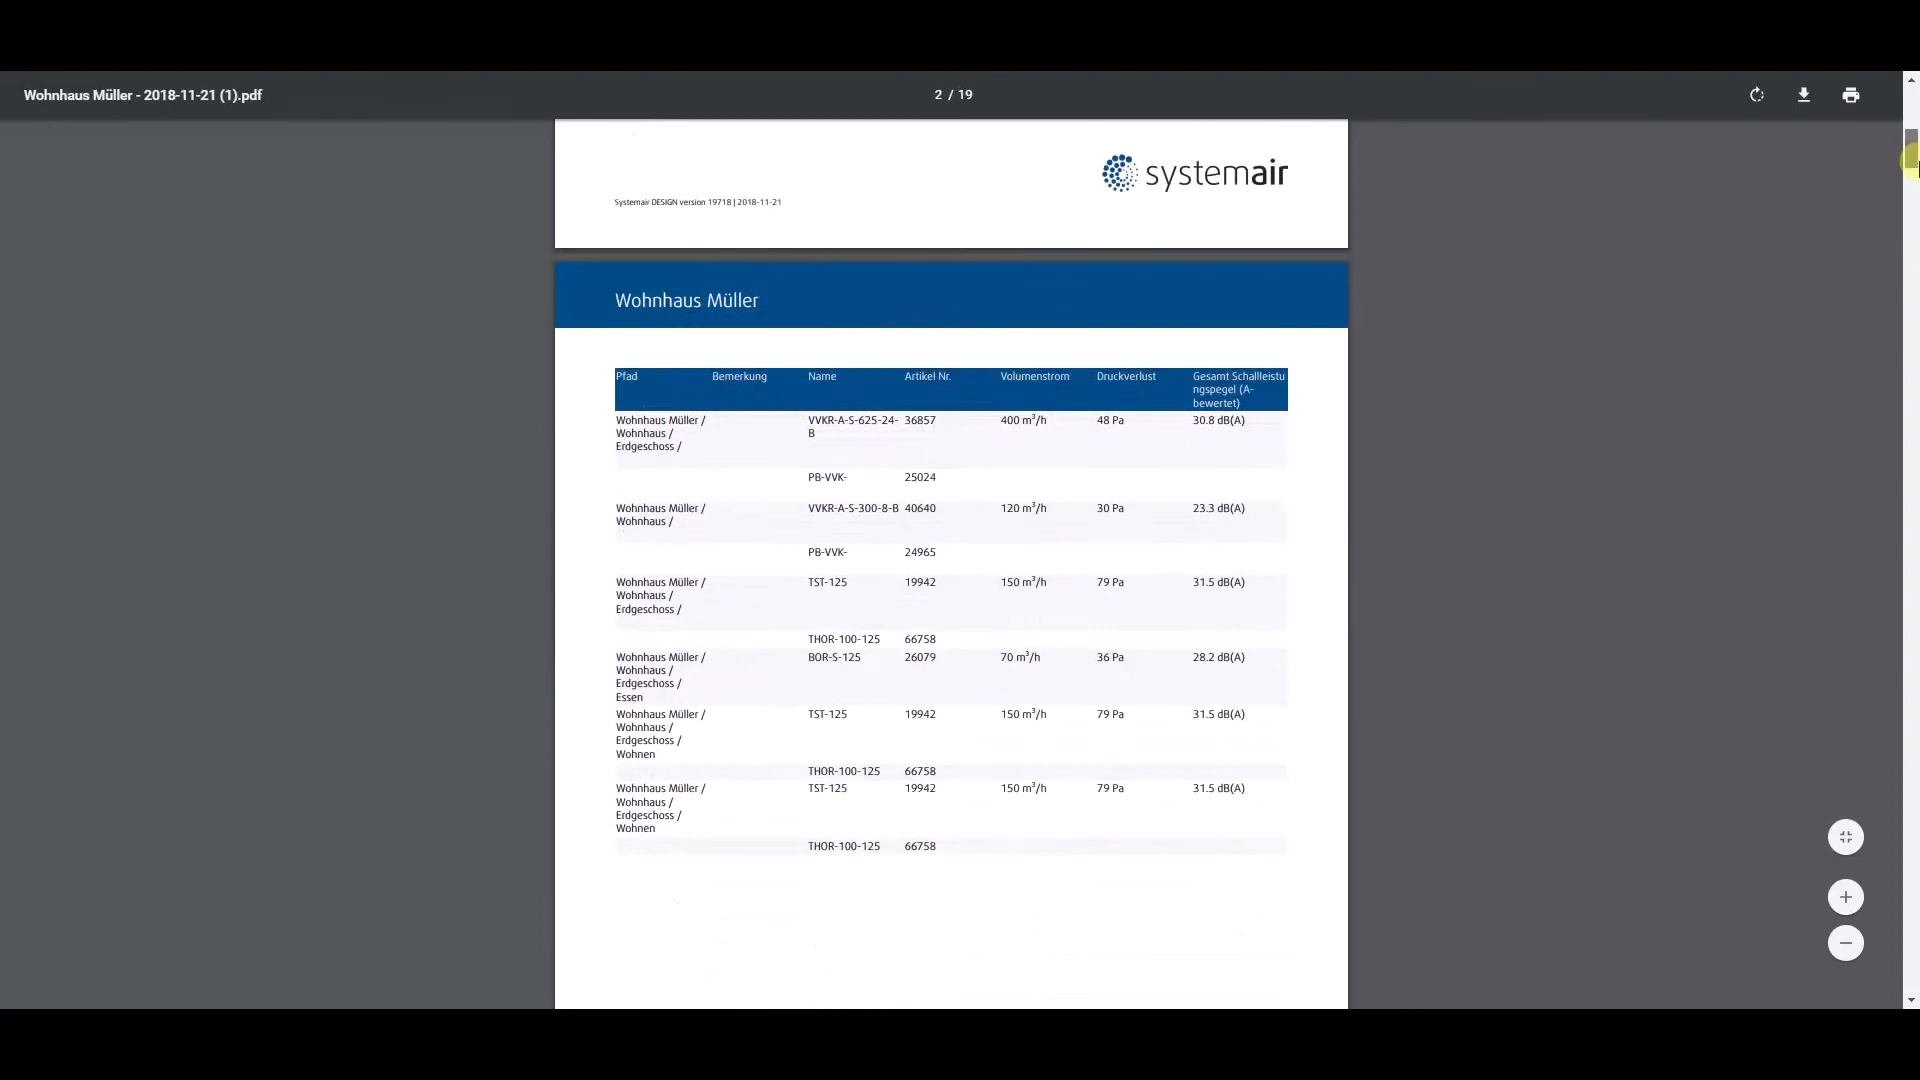 Wohnhaus Müller - 2018-11-21 (1).pdf
2 / 19
systemair
Systemair DESIGN version 19718 | 2018-11-21
Wohnhaus Müller
Pfad Bemerkung Name Artikel Nr. Volumenstrom Druckverlust Gesamt Schallleistu
ngspegel (A-
bewertet)
Wohnhaus Müller / VVKR-A-S-625-24- 36857 400 m³/h 48 Pa 30.8 dB(A)
Wohnhaus / B
Erdgeschoss /
PB-VVK- 25024
Wohnhaus Müller / VVKR-A-S-300-8-B 40640 120 m³/h 30 Pa 23.3 dB(A)
Wohnhaus /
PB-VVK- 24965
Wohnhaus Müller / TST-125 19942 150 m³/h 79 Pa 31.5 dB(A)
Wohnhaus /
Erdgeschoss /
THOR-100-125 66758
Wohnhaus Müller / BOR-S-125 26079 70 m³/h 36 Pa 28.2 dB(A)
Wohnhaus /
Erdgeschoss /
Essen
Wohnhaus Müller / TST-125 19942 150 m³/h 79 Pa 31.5 dB(A)
Wohnhaus /
Erdgeschoss /
Wohnen
THOR-100-125 66758
Wohnhaus Müller / TST-125 19942 150 m³/h 79 Pa 31.5 dB(A)
Wohnhaus /
Erdgeschoss /
Wohnen
THOR-100-125 66758